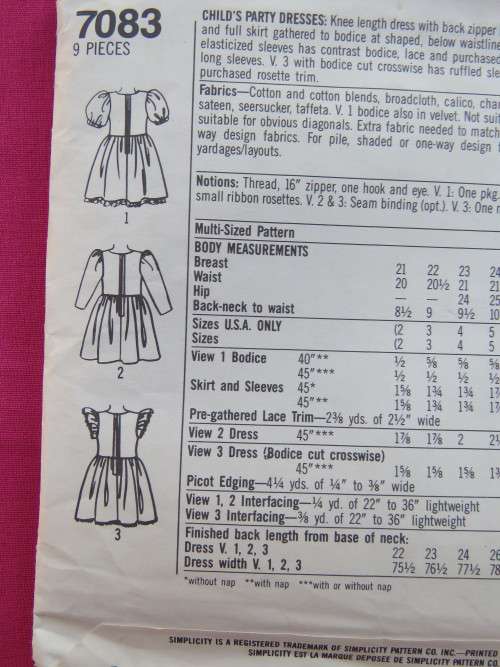 7083
9 PIECES
CHILD'S PARTY DRESSES: Knee length dress with back zipper
and full skirt gathered to bodice at shaped, below waistline
elasticized sleeves has contrast bodice, lace and purchased
long sleeves. V. 3 with bodice cut crosswise has ruffled
purchased rosette trim.
Fabrics—Cotton and cotton blends, broadcloth, calico,
sateen, seersucker, taffeta. V. 1 bodice also in velvet. Not
suitable for obvious diagonals. Extra fabric needed to match
way design fabrics. For pile, shaded or one-way design
yardages/layouts.
Notions: Thread, 16" zipper, one hook and eye. V. 1: One pkg.
small ribbon rosettes. V. 2 & 3: Seam binding (opt.). V. 3: One
Multi-Sized Pattern
BODY MEASUREMENTS
Breast 21 22 23 24
Waist 20 20½ 21 21
Hip — — 24 25
Back-neck to waist 8½ 9 9½ 10
Sizes U.S.A. ONLY (2 3 4 5
Sizes (2 3 4 5
View 1 Bodice 40"** ½ ⅝ ⅝ ⅝
45"*** ½ ½ ½ ½
Skirt and Sleeves 45"* 1⅝ 1¾ 1¾
45"** 1⅝ 1¾ 1¾
Pre-gathered Lace Trim—2⅜ yds. of 2½" wide
View 2 Dress 45"*** 1⅞ 1⅞ 2
View 3 Dress (Bodice cut crosswise)
45"*** 1⅝ 1⅝ 1⅝
Picot Edging—4¼ yds. of ¼" to ⅜" wide
View 1, 2 Interfacing—¼ yd. of 22" to 36" lightweight
View 3 Interfacing—⅜ yd. of 22" to 36" lightweight
Finished back length from base of neck:
Dress V. 1, 2, 3 22 23 24 26
Dress width V. 1, 2, 3 75½ 76½ 77½ 78
*without nap **with nap ***with or without nap
1
2
3
SIMPLICITY IS A REGISTERED TRADEMARK OF SIMPLICITY PATTERN CO. INC.—PRINTED
SIMPLICITY EST LA MARQUE DEPOSEE DE SIMPLICITY PATTERN CO.